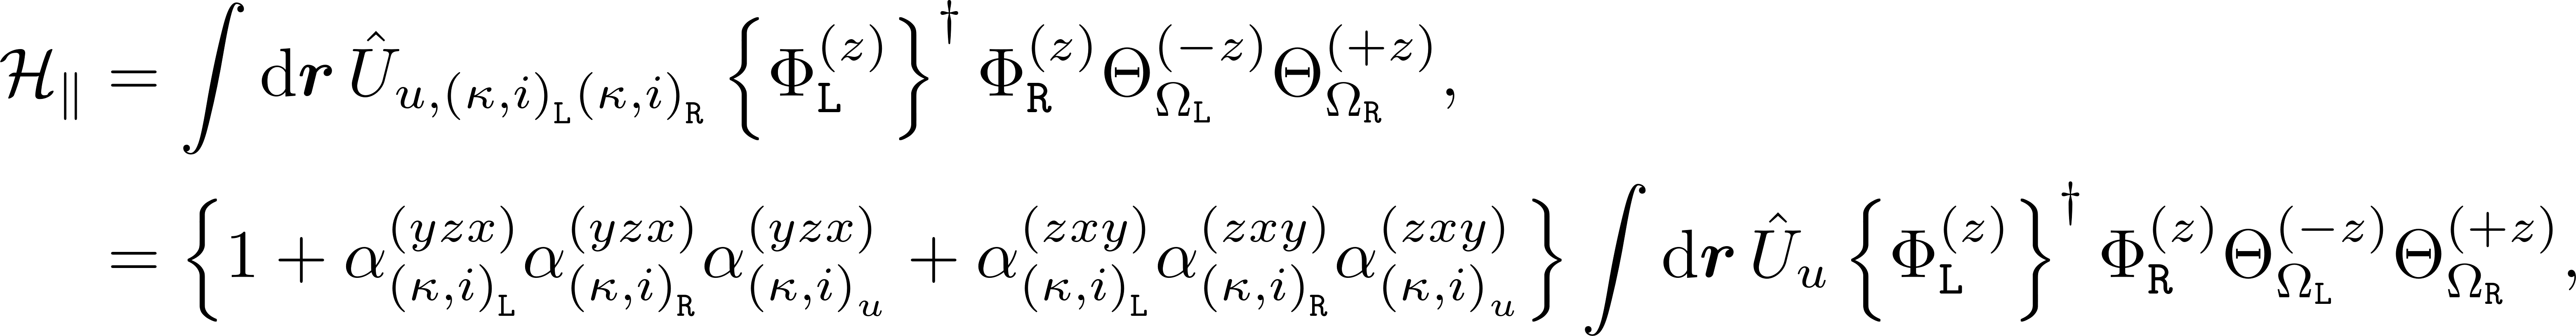 \mathcal{H}_{\parallel} = \int \mathrm{d}\boldsymbol{r}\, \hat{U}_{u,(\kappa,i)_{\mathtt{L}}(\kappa,i)_{\mathtt{R}}} \left\{ \Phi_{\mathtt{L}}^{(z)} \right\}^{\dagger} \Phi_{\mathtt{R}}^{(z)} \Theta_{\Omega_{\mathtt{L}}}^{(-z)} \Theta_{\Omega_{\mathtt{R}}}^{(+z)},
= \left\{ 1 + \alpha_{(\kappa,i)_{\mathtt{L}}}^{(yzx)} \alpha_{(\kappa,i)_{\mathtt{R}}}^{(yzx)} \alpha_{(\kappa,i)_{u}}^{(yzx)} + \alpha_{(\kappa,i)_{\mathtt{L}}}^{(zxy)} \alpha_{(\kappa,i)_{\mathtt{R}}}^{(zxy)} \alpha_{(\kappa,i)_{u}}^{(zxy)} \right\} \int \mathrm{d}\boldsymbol{r}\, \hat{U}_{u} \left\{ \Phi_{\mathtt{L}}^{(z)} \right\}^{\dagger} \Phi_{\mathtt{R}}^{(z)} \Theta_{\Omega_{\mathtt{L}}}^{(-z)} \Theta_{\Omega_{\mathtt{R}}}^{(+z)},